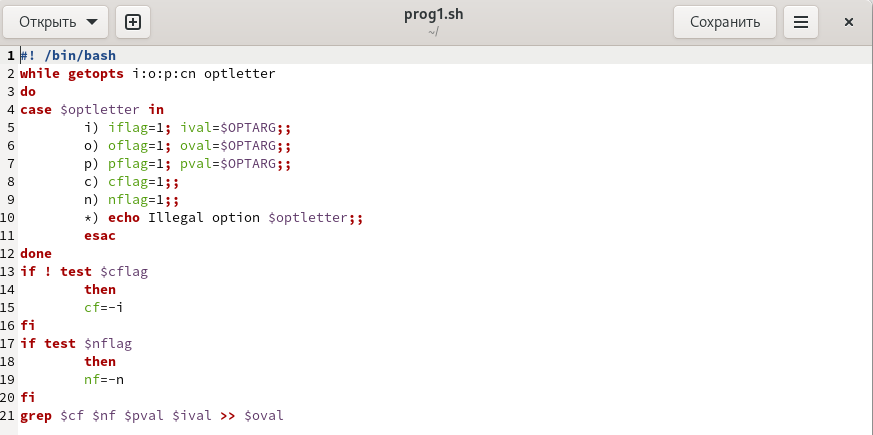 Открыть
prog1.sh
~/
Сохранить
1 #! /bin/bash
2 while getopts i:o:p:cn optletter
3 do
4 case $optletter in
5 i) iflag=1; ival=$OPTARG;;
6 o) oflag=1; oval=$OPTARG;;
7 p) pflag=1; pval=$OPTARG;;
8 c) cflag=1;;
9 n) nflag=1;;
10 *) echo Illegal option $optletter;;
11 esac
12 done
13 if ! test $cflag
14 then
15 cf=-i
16 fi
17 if test $nflag
18 then
19 nf=-n
20 fi
21 grep $cf $nf $pval $ival >> $oval